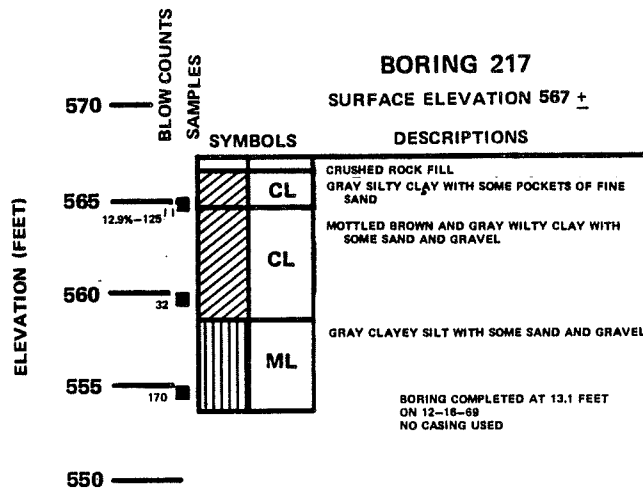 BORING 217
SURFACE ELEVATION 567 ±
BLOW COUNTS
SAMPLES
SYMBOLS
DESCRIPTIONS
ELEVATION (FEET)
570
565
560
555
550
12.9%-125
11
32
170
CL
CL
ML
CRUSHED ROCK FILL
GRAY SILTY CLAY WITH SOME POCKETS OF FINE
SAND
MOTTLED BROWN AND GRAY WILTY CLAY WITH
SOME SAND AND GRAVEL
GRAY CLAYEY SILT WITH SOME SAND AND GRAVEL
BORING COMPLETED AT 13.1 FEET
ON 12-16-69
NO CASING USED